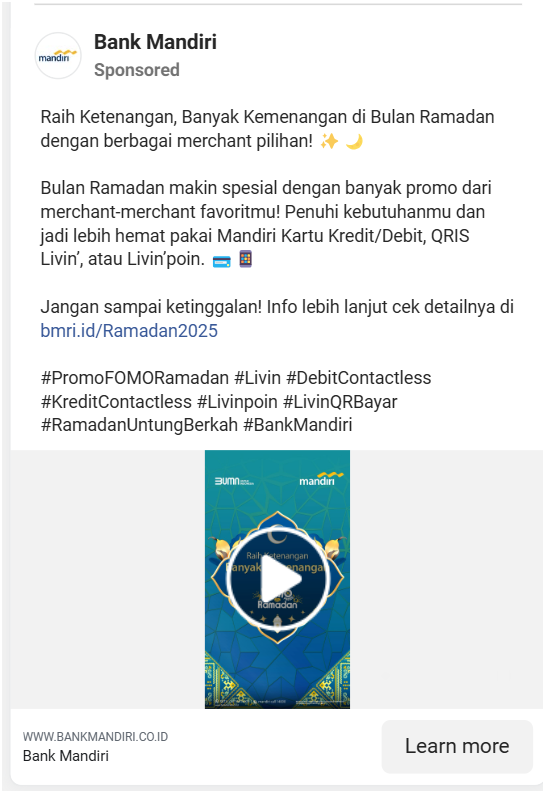 Bank Mandiri
Sponsored
mandiri
Raih Ketenangan, Banyak Kemenangan di Bulan Ramadan
dengan berbagai merchant pilihan! ✨ 🌙
Bulan Ramadan makin spesial dengan banyak promo dari
merchant-merchant favoritmu! Penuhi kebutuhanmu dan
jadi lebih hemat pakai Mandiri Kartu Kredit/Debit, QRIS
Livin’, atau Livin’poin. 💳 📱
Jangan sampai ketinggalan! Info lebih lanjut cek detailnya di
bmri.id/Ramadan2025
#PromoFOMORamadan #Livin #DebitContactless
#KreditContactless #Livinpoin #LivinQRBayar
#RamadanUntungBerkah #BankMandiri
BUMN
mandiri
Raih Ketenangan
Ramadan
WWW.BANKMANDIRI.CO.ID
Bank Mandiri
Learn more